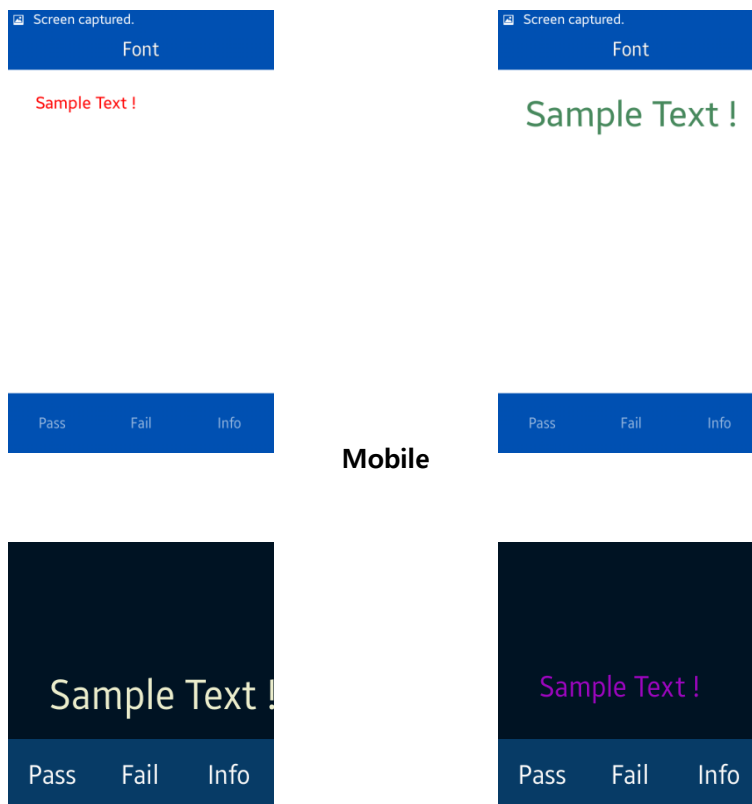 Screen captured.
Font
Sample Text !
Pass Fail Info
Screen captured.
Font
Sample Text !
Pass Fail Info
Mobile
Sample Text !
Pass Fail Info
Sample Text !
Pass Fail Info